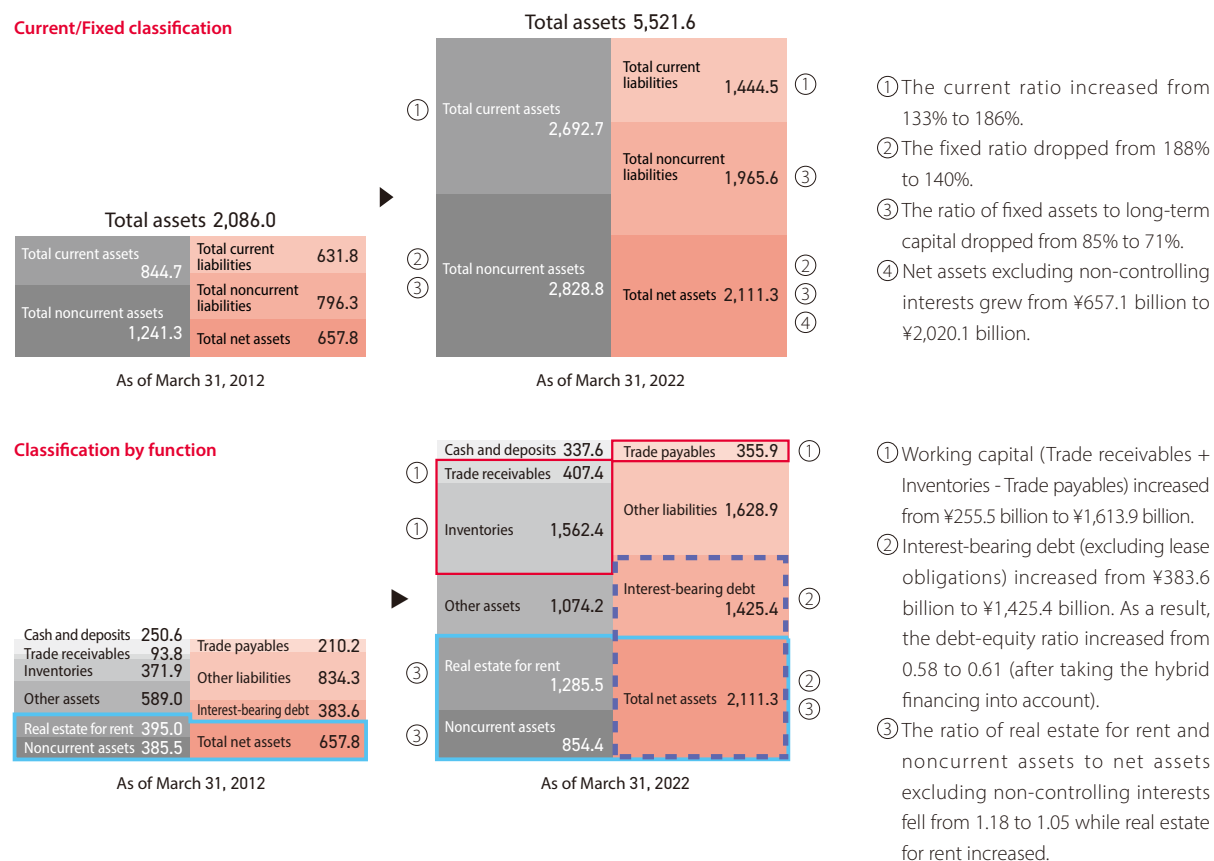 Current/Fixed classification
Total assets 2,086.0
Total current assets
844.7
Total noncurrent assets
1,241.3
Total current
liabilities 631.8
Total noncurrent
liabilities 796.3
Total net assets 657.8
As of March 31, 2012
▶
Total assets 5,521.6
① Total current assets
2,692.7
②
③ Total noncurrent assets
2,828.8
Total current
liabilities 1,444.5 ①
Total noncurrent
liabilities 1,965.6 ③
Total net assets 2,111.3 ②
③
④
As of March 31, 2022
①The current ratio increased from
133% to 186%.
②The fixed ratio dropped from 188%
to 140%.
③The ratio of fixed assets to long-term
capital dropped from 85% to 71%.
④Net assets excluding non-controlling
interests grew from ¥657.1 billion to
¥2,020.1 billion.
Classification by function
Cash and deposits 250.6
Trade receivables 93.8
Inventories 371.9
Other assets 589.0
Real estate for rent 395.0
Noncurrent assets 385.5
Trade payables 210.2
Other liabilities 834.3
Interest-bearing debt 383.6
Total net assets 657.8
As of March 31, 2012
▶
Cash and deposits 337.6
① Trade receivables 407.4
① Inventories 1,562.4
Other assets 1,074.2
③ Real estate for rent
1,285.5
③ Noncurrent assets
854.4
Trade payables 355.9 ①
Other liabilities 1,628.9
Interest-bearing debt
1,425.4 ②
Total net assets 2,111.3 ②
③
As of March 31, 2022
①Working capital (Trade receivables +
Inventories - Trade payables) increased
from ¥255.5 billion to ¥1,613.9 billion.
②Interest-bearing debt (excluding lease
obligations) increased from ¥383.6
billion to ¥1,425.4 billion. As a result,
the debt-equity ratio increased from
0.58 to 0.61 (after taking the hybrid
financing into account).
③The ratio of real estate for rent and
noncurrent assets to net assets
excluding non-controlling interests
fell from 1.18 to 1.05 while real estate
for rent increased.